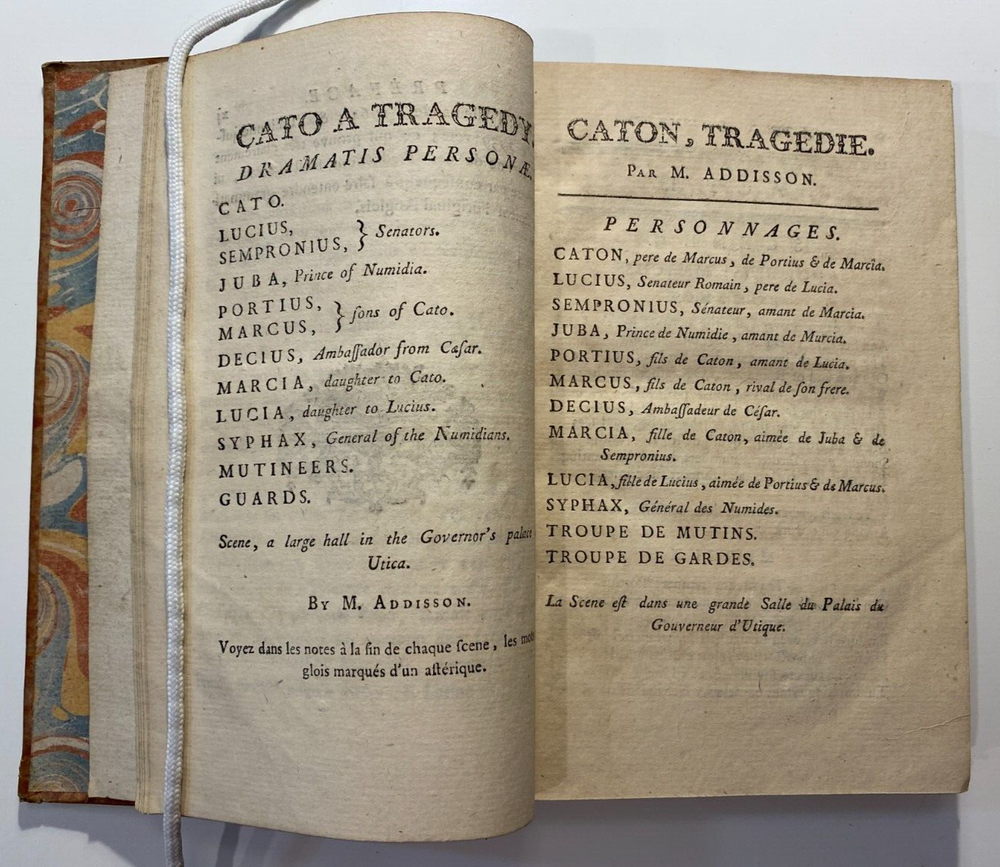 CATO A TRAGEDY.
DRAMATIS PERSONÆ.
CATO.
LUCIUS,
SEMPRONIUS, } Senators.
JUBA, Prince of Numidia.
PORTIUS,
MARCUS, } ſons of Cato.
DECIUS, Ambaſſador from Cæſar.
MARCIA, daughter to Cato.
LUCIA, daughter to Lucius.
SYPHAX, General of the Numidians.
MUTINEERS.
GUARDS.
Scene, a large hall in the Governor's palace
Utica.
BY M. ADDISSON.
Voyez dans les notes à la fin de chaque ſcene, les
glois marqués d'un aſtérique.
CATON, TRAGEDIE.
PAR M. ADDISSON.
PERSONNAGES.
CATON, pere de Marcus, de Portius & de Marcia.
LUCIUS, Senateur Romain, pere de Lucia.
SEMPRONIUS, Sénateur, amant de Marcia.
JUBA, Prince de Numidie, amant de Murcia.
PORTIUS, fils de Caton, amant de Lucia.
MARCUS, fils de Caton, rival de ſon frere.
DECIUS, Ambaſſadeur de Céſar.
MARCIA, fille de Caton, aimée de Juba & de
Sempronius.
LUCIA, fille de Lucius, aimée de Portius & de Marcus.
SYPHAX, Général des Numides.
TROUPE DE MUTINS.
TROUPE DE GARDES.
La Scene eſt dans une grande Salle du Palais du
Gouverneur d'Utique.